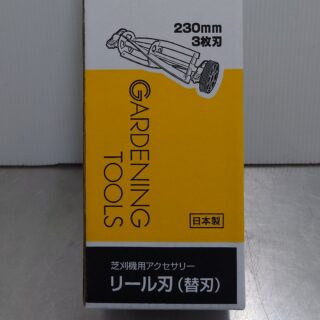 230mm
3枚刃
GARDENING
TOOLS
日本製
芝刈機用アクセサリー
リール刃(替刃)